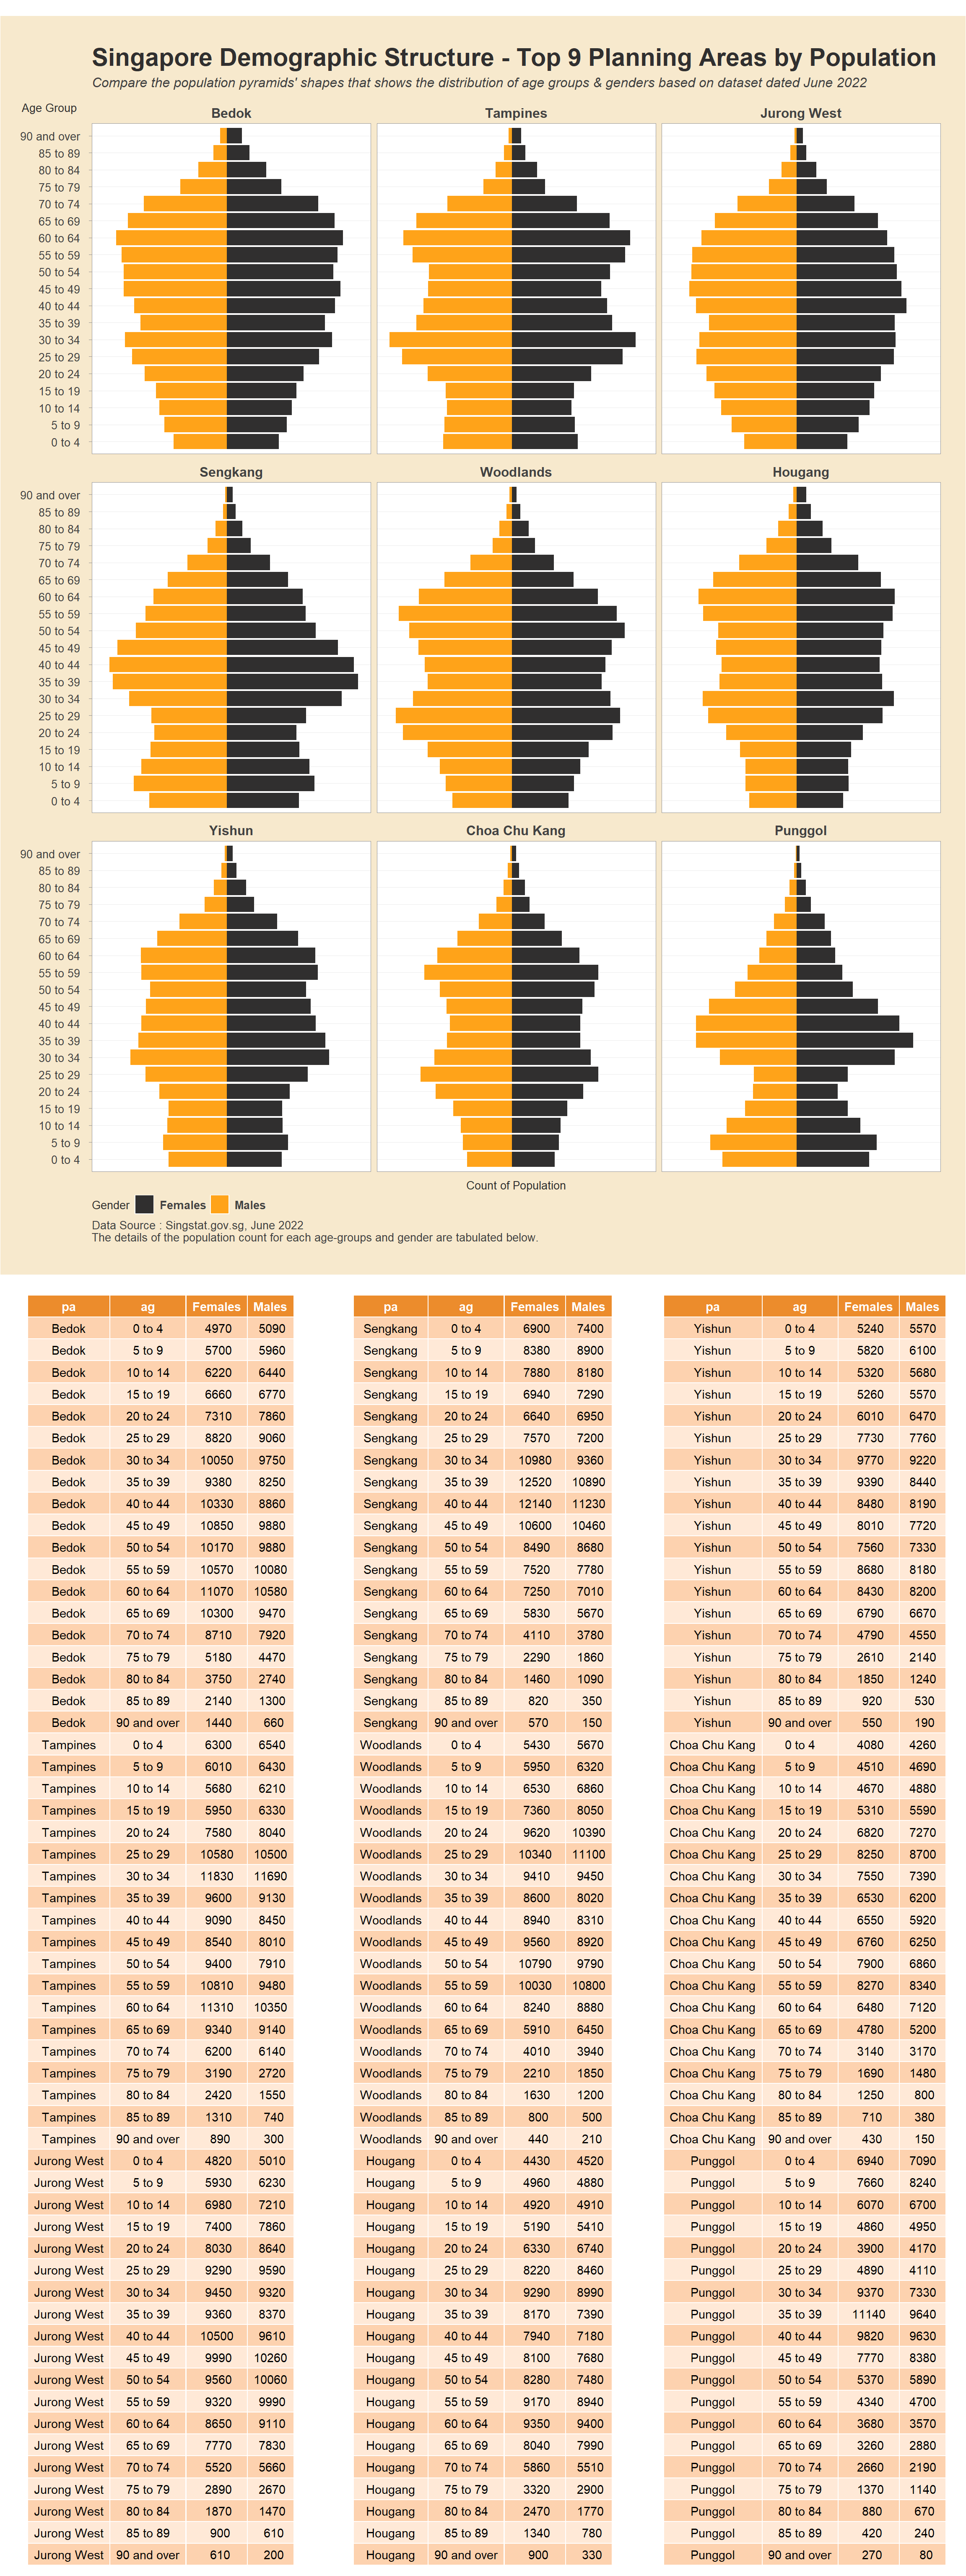 Singapore Demographic Structure - Top 9 Planning Areas by Population
Compare the population pyramids' shapes that shows the distribution of age groups & genders based on dataset dated June 2022
Age Group
Bedok Tampines Jurong West
90 and over
85 to 89
80 to 84
75 to 79
70 to 74
65 to 69
60 to 64
55 to 59
50 to 54
45 to 49
40 to 44
35 to 39
30 to 34
25 to 29
20 to 24
15 to 19
10 to 14
5 to 9
0 to 4
Sengkang Woodlands Hougang
90 and over
85 to 89
80 to 84
75 to 79
70 to 74
65 to 69
60 to 64
55 to 59
50 to 54
45 to 49
40 to 44
35 to 39
30 to 34
25 to 29
20 to 24
15 to 19
10 to 14
5 to 9
0 to 4
Yishun Choa Chu Kang Punggol
90 and over
85 to 89
80 to 84
75 to 79
70 to 74
65 to 69
60 to 64
55 to 59
50 to 54
45 to 49
40 to 44
35 to 39
30 to 34
25 to 29
20 to 24
15 to 19
10 to 14
5 to 9
0 to 4
Count of Population
Gender Females Males
Data Source : Singstat.gov.sg, June 2022
The details of the population count for each age-groups and gender are tabulated below.
pa ag Females Males pa ag Females Males pa ag Females Males
Bedok 0 to 4 4970 5090 Sengkang 0 to 4 6900 7400 Yishun 0 to 4 5240 5570
Bedok 5 to 9 5700 5960 Sengkang 5 to 9 8380 8900 Yishun 5 to 9 5820 6100
Bedok 10 to 14 6220 6440 Sengkang 10 to 14 7880 8180 Yishun 10 to 14 5320 5680
Bedok 15 to 19 6660 6770 Sengkang 15 to 19 6940 7290 Yishun 15 to 19 5260 5570
Bedok 20 to 24 7310 7860 Sengkang 20 to 24 6640 6950 Yishun 20 to 24 6010 6470
Bedok 25 to 29 8820 9060 Sengkang 25 to 29 7570 7200 Yishun 25 to 29 7730 7760
Bedok 30 to 34 10050 9750 Sengkang 30 to 34 10980 9360 Yishun 30 to 34 9770 9220
Bedok 35 to 39 9380 8250 Sengkang 35 to 39 12520 10890 Yishun 35 to 39 9390 8440
Bedok 40 to 44 10330 8860 Sengkang 40 to 44 12140 11230 Yishun 40 to 44 8480 8190
Bedok 45 to 49 10850 9880 Sengkang 45 to 49 10600 10460 Yishun 45 to 49 8010 7720
Bedok 50 to 54 10170 9880 Sengkang 50 to 54 8490 8680 Yishun 50 to 54 7560 7330
Bedok 55 to 59 10570 10080 Sengkang 55 to 59 7520 7780 Yishun 55 to 59 8680 8180
Bedok 60 to 64 11070 10580 Sengkang 60 to 64 7250 7010 Yishun 60 to 64 8430 8200
Bedok 65 to 69 10300 9470 Sengkang 65 to 69 5830 5670 Yishun 65 to 69 6790 6670
Bedok 70 to 74 8710 7920 Sengkang 70 to 74 4110 3780 Yishun 70 to 74 4790 4550
Bedok 75 to 79 5180 4470 Sengkang 75 to 79 2290 1860 Yishun 75 to 79 2610 2140
Bedok 80 to 84 3750 2740 Sengkang 80 to 84 1460 1090 Yishun 80 to 84 1850 1240
Bedok 85 to 89 2140 1300 Sengkang 85 to 89 820 350 Yishun 85 to 89 920 530
Bedok 90 and over 1440 660 Sengkang 90 and over 570 150 Yishun 90 and over 550 190
Tampines 0 to 4 6300 6540 Woodlands 0 to 4 5430 5670 Choa Chu Kang 0 to 4 4080 4260
Tampines 5 to 9 6010 6430 Woodlands 5 to 9 5950 6320 Choa Chu Kang 5 to 9 4510 4690
Tampines 10 to 14 5680 6210 Woodlands 10 to 14 6530 6860 Choa Chu Kang 10 to 14 4670 4880
Tampines 15 to 19 5950 6330 Woodlands 15 to 19 7360 8050 Choa Chu Kang 15 to 19 5310 5590
Tampines 20 to 24 7580 8040 Woodlands 20 to 24 9620 10390 Choa Chu Kang 20 to 24 6820 7270
Tampines 25 to 29 10580 10500 Woodlands 25 to 29 10340 11100 Choa Chu Kang 25 to 29 8250 8700
Tampines 30 to 34 11830 11690 Woodlands 30 to 34 9410 9450 Choa Chu Kang 30 to 34 7550 7390
Tampines 35 to 39 9600 9130 Woodlands 35 to 39 8600 8020 Choa Chu Kang 35 to 39 6530 6200
Tampines 40 to 44 9090 8450 Woodlands 40 to 44 8940 8310 Choa Chu Kang 40 to 44 6550 5920
Tampines 45 to 49 8540 8010 Woodlands 45 to 49 9560 8920 Choa Chu Kang 45 to 49 6760 6250
Tampines 50 to 54 9400 7910 Woodlands 50 to 54 10790 9790 Choa Chu Kang 50 to 54 7900 6860
Tampines 55 to 59 10810 9480 Woodlands 55 to 59 10030 10800 Choa Chu Kang 55 to 59 8270 8340
Tampines 60 to 64 11310 10350 Woodlands 60 to 64 8240 8880 Choa Chu Kang 60 to 64 6480 7120
Tampines 65 to 69 9340 9140 Woodlands 65 to 69 5910 6450 Choa Chu Kang 65 to 69 4780 5200
Tampines 70 to 74 6200 6140 Woodlands 70 to 74 4010 3940 Choa Chu Kang 70 to 74 3140 3170
Tampines 75 to 79 3190 2720 Woodlands 75 to 79 2210 1850 Choa Chu Kang 75 to 79 1690 1480
Tampines 80 to 84 2420 1550 Woodlands 80 to 84 1630 1200 Choa Chu Kang 80 to 84 1250 800
Tampines 85 to 89 1310 740 Woodlands 85 to 89 800 500 Choa Chu Kang 85 to 89 710 380
Tampines 90 and over 890 300 Woodlands 90 and over 440 210 Choa Chu Kang 90 and over 430 150
Jurong West 0 to 4 4820 5010 Hougang 0 to 4 4430 4520 Punggol 0 to 4 6940 7090
Jurong West 5 to 9 5930 6230 Hougang 5 to 9 4960 4880 Punggol 5 to 9 7660 8240
Jurong West 10 to 14 6980 7210 Hougang 10 to 14 4920 4910 Punggol 10 to 14 6070 6700
Jurong West 15 to 19 7400 7860 Hougang 15 to 19 5190 5410 Punggol 15 to 19 4860 4950
Jurong West 20 to 24 8030 8640 Hougang 20 to 24 6330 6740 Punggol 20 to 24 3900 4170
Jurong West 25 to 29 9290 9590 Hougang 25 to 29 8220 8460 Punggol 25 to 29 4890 4110
Jurong West 30 to 34 9450 9320 Hougang 30 to 34 9290 8990 Punggol 30 to 34 9370 7330
Jurong West 35 to 39 9360 8370 Hougang 35 to 39 8170 7390 Punggol 35 to 39 11140 9640
Jurong West 40 to 44 10500 9610 Hougang 40 to 44 7940 7180 Punggol 40 to 44 9820 9630
Jurong West 45 to 49 9990 10260 Hougang 45 to 49 8100 7680 Punggol 45 to 49 7770 8380
Jurong West 50 to 54 9560 10060 Hougang 50 to 54 8280 7480 Punggol 50 to 54 5370 5890
Jurong West 55 to 59 9320 9990 Hougang 55 to 59 9170 8940 Punggol 55 to 59 4340 4700
Jurong West 60 to 64 8650 9110 Hougang 60 to 64 9350 9400 Punggol 60 to 64 3680 3570
Jurong West 65 to 69 7770 7830 Hougang 65 to 69 8040 7990 Punggol 65 to 69 3260 2880
Jurong West 70 to 74 5520 5660 Hougang 70 to 74 5860 5510 Punggol 70 to 74 2660 2190
Jurong West 75 to 79 2890 2670 Hougang 75 to 79 3320 2900 Punggol 75 to 79 1370 1140
Jurong West 80 to 84 1870 1470 Hougang 80 to 84 2470 1770 Punggol 80 to 84 880 670
Jurong West 85 to 89 900 610 Hougang 85 to 89 1340 780 Punggol 85 to 89 420 240
Jurong West 90 and over 610 200 Hougang 90 and over 900 330 Punggol 90 and over 270 80